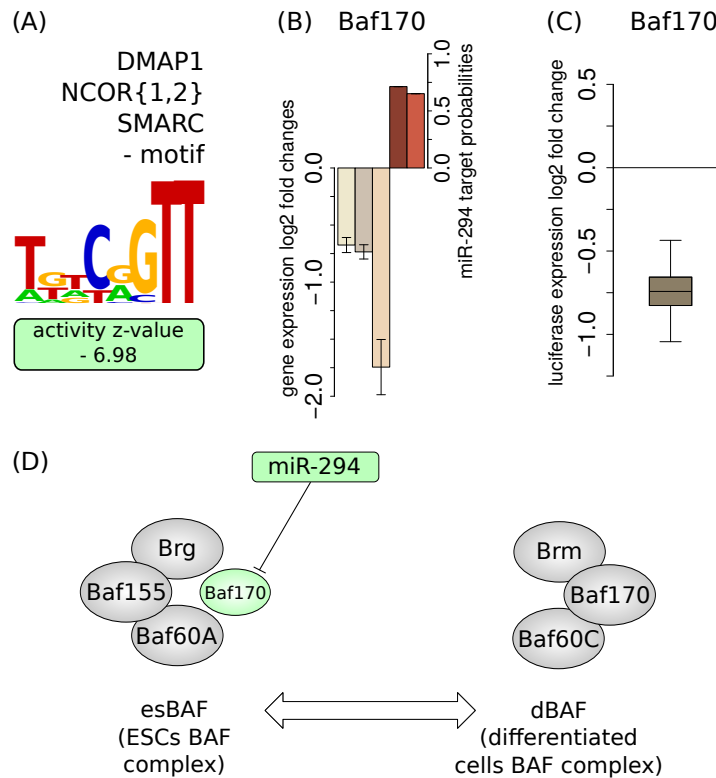 (A)
DMAP1
NCOR{1,2}
SMARC
- motif
activity z-value
- 6.98
(B) Baf170
gene expression log2 fold changes
0.0
−1.0
−2.0
1.0
0.5
0.0
miR-294 target probabilities
(C) Baf170
luciferase expression log2 fold change
0.5
0.0
−0.5
−1.0
(D)
miR-294
Brg
Baf155
Baf170
Baf60A
Brm
Baf170
Baf60C
esBAF
(ESCs BAF
complex)
dBAF
(differentiated
cells BAF complex)